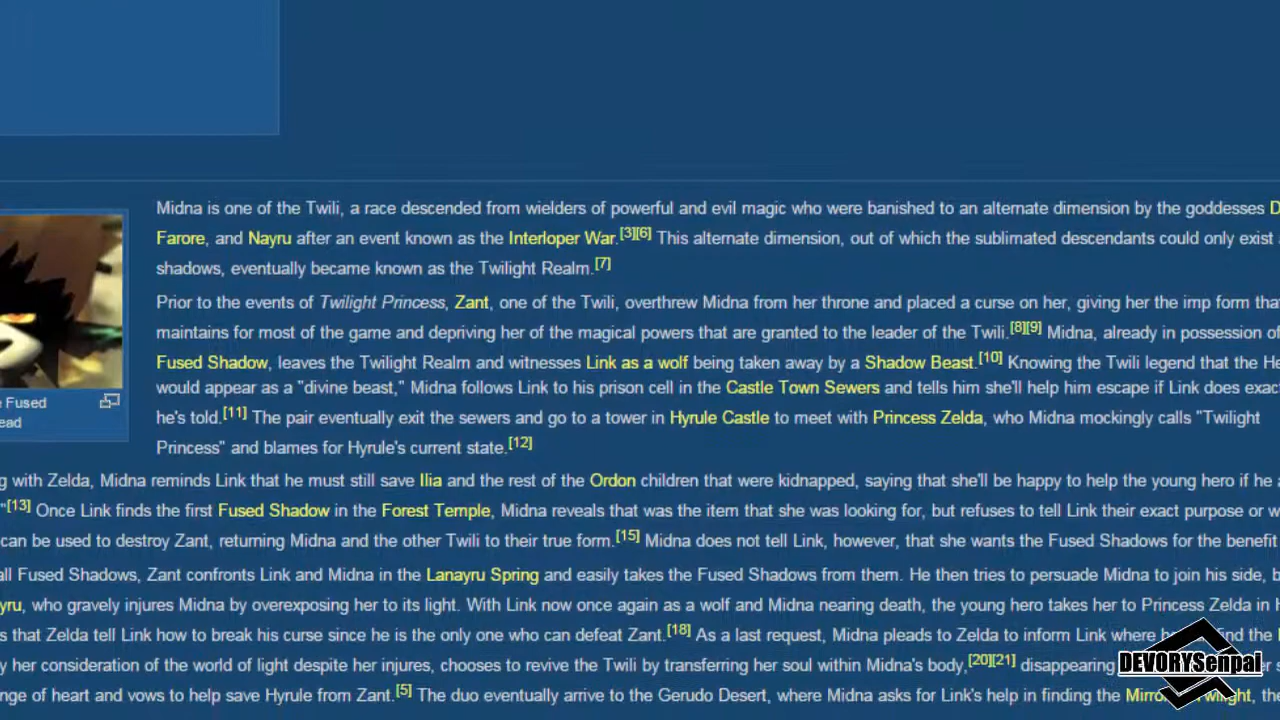 Midna is one of the Twili, a race descended from wielders of powerful and evil magic who were banished to an alternate dimension by the goddesses D
Farore, and Nayru after an event known as the Interloper War.[3][6] This alternate dimension, out of which the sublimated descendants could only exist
shadows, eventually became known as the Twilight Realm.[7]
Prior to the events of Twilight Princess, Zant, one of the Twili, overthrew Midna from her throne and placed a curse on her, giving her the imp form tha
maintains for most of the game and depriving her of the magical powers that are granted to the leader of the Twili.[8][9] Midna, already in possession of
Fused Shadow, leaves the Twilight Realm and witnesses Link as a wolf being taken away by a Shadow Beast.[10] Knowing the Twili legend that the He
would appear as a "divine beast," Midna follows Link to his prison cell in the Castle Town Sewers and tells him she'll help him escape if Link does exac
he's told.[11] The pair eventually exit the sewers and go to a tower in Hyrule Castle to meet with Princess Zelda, who Midna mockingly calls "Twilight
Princess" and blames for Hyrule's current state.[12]
e Fused
ead
g with Zelda, Midna reminds Link that he must still save Ilia and the rest of the Ordon children that were kidnapped, saying that she'll be happy to help the young hero if he a
"[13] Once Link finds the first Fused Shadow in the Forest Temple, Midna reveals that was the item that she was looking for, but refuses to tell Link their exact purpose or w
can be used to destroy Zant, returning Midna and the other Twili to their true form.[15] Midna does not tell Link, however, that she wants the Fused Shadows for the benefit
all Fused Shadows, Zant confronts Link and Midna in the Lanayru Spring and easily takes the Fused Shadows from them. He then tries to persuade Midna to join his side, b
yru, who gravely injures Midna by overexposing her to its light. With Link now once again as a wolf and Midna nearing death, the young hero takes her to Princess Zelda in H
s that Zelda tell Link how to break his curse since he is the only one who can defeat Zant.[18] As a last request, Midna pleads to Zelda to inform Link where find the
y her consideration of the world of light despite her injures, chooses to revive the Twili by transferring her soul within Midna's body,[20][21] disappearing
nge of heart and vows to help save Hyrule from Zant.[5] The duo eventually arrive to the Gerudo Desert, where Midna asks for Link's help in finding the the
DEVORYSenpai